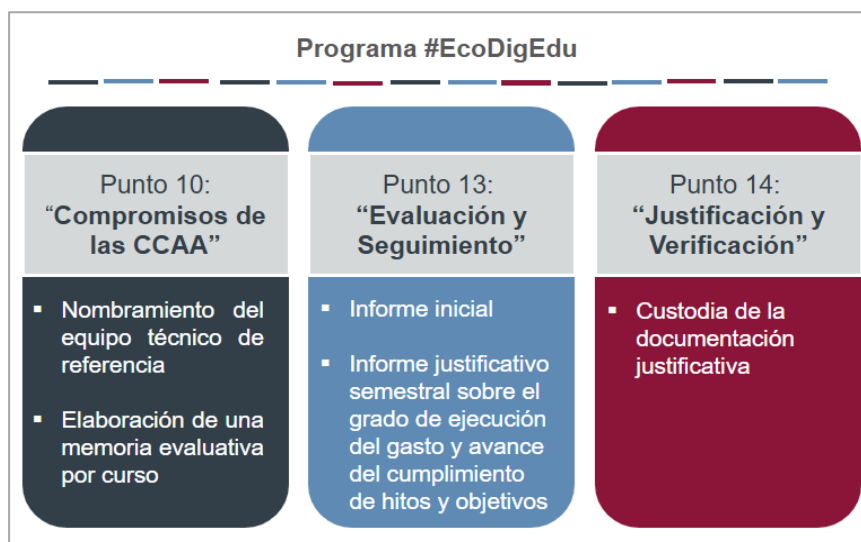 Programa #EcoDigEdu
Punto 10:
“Compromisos de
las CCAA”
▪ Nombramiento del
equipo técnico de
referencia
▪ Elaboración de una
memoria evaluativa
por curso
Punto 13:
“Evaluación y
Seguimiento”
▪ Informe inicial
▪ Informe justificativo
semestral sobre el
grado de ejecución
del gasto y avance
del cumplimiento
de hitos y objetivos
Punto 14:
“Justificación y
Verificación”
▪ Custodia de la
documentación
justificativa